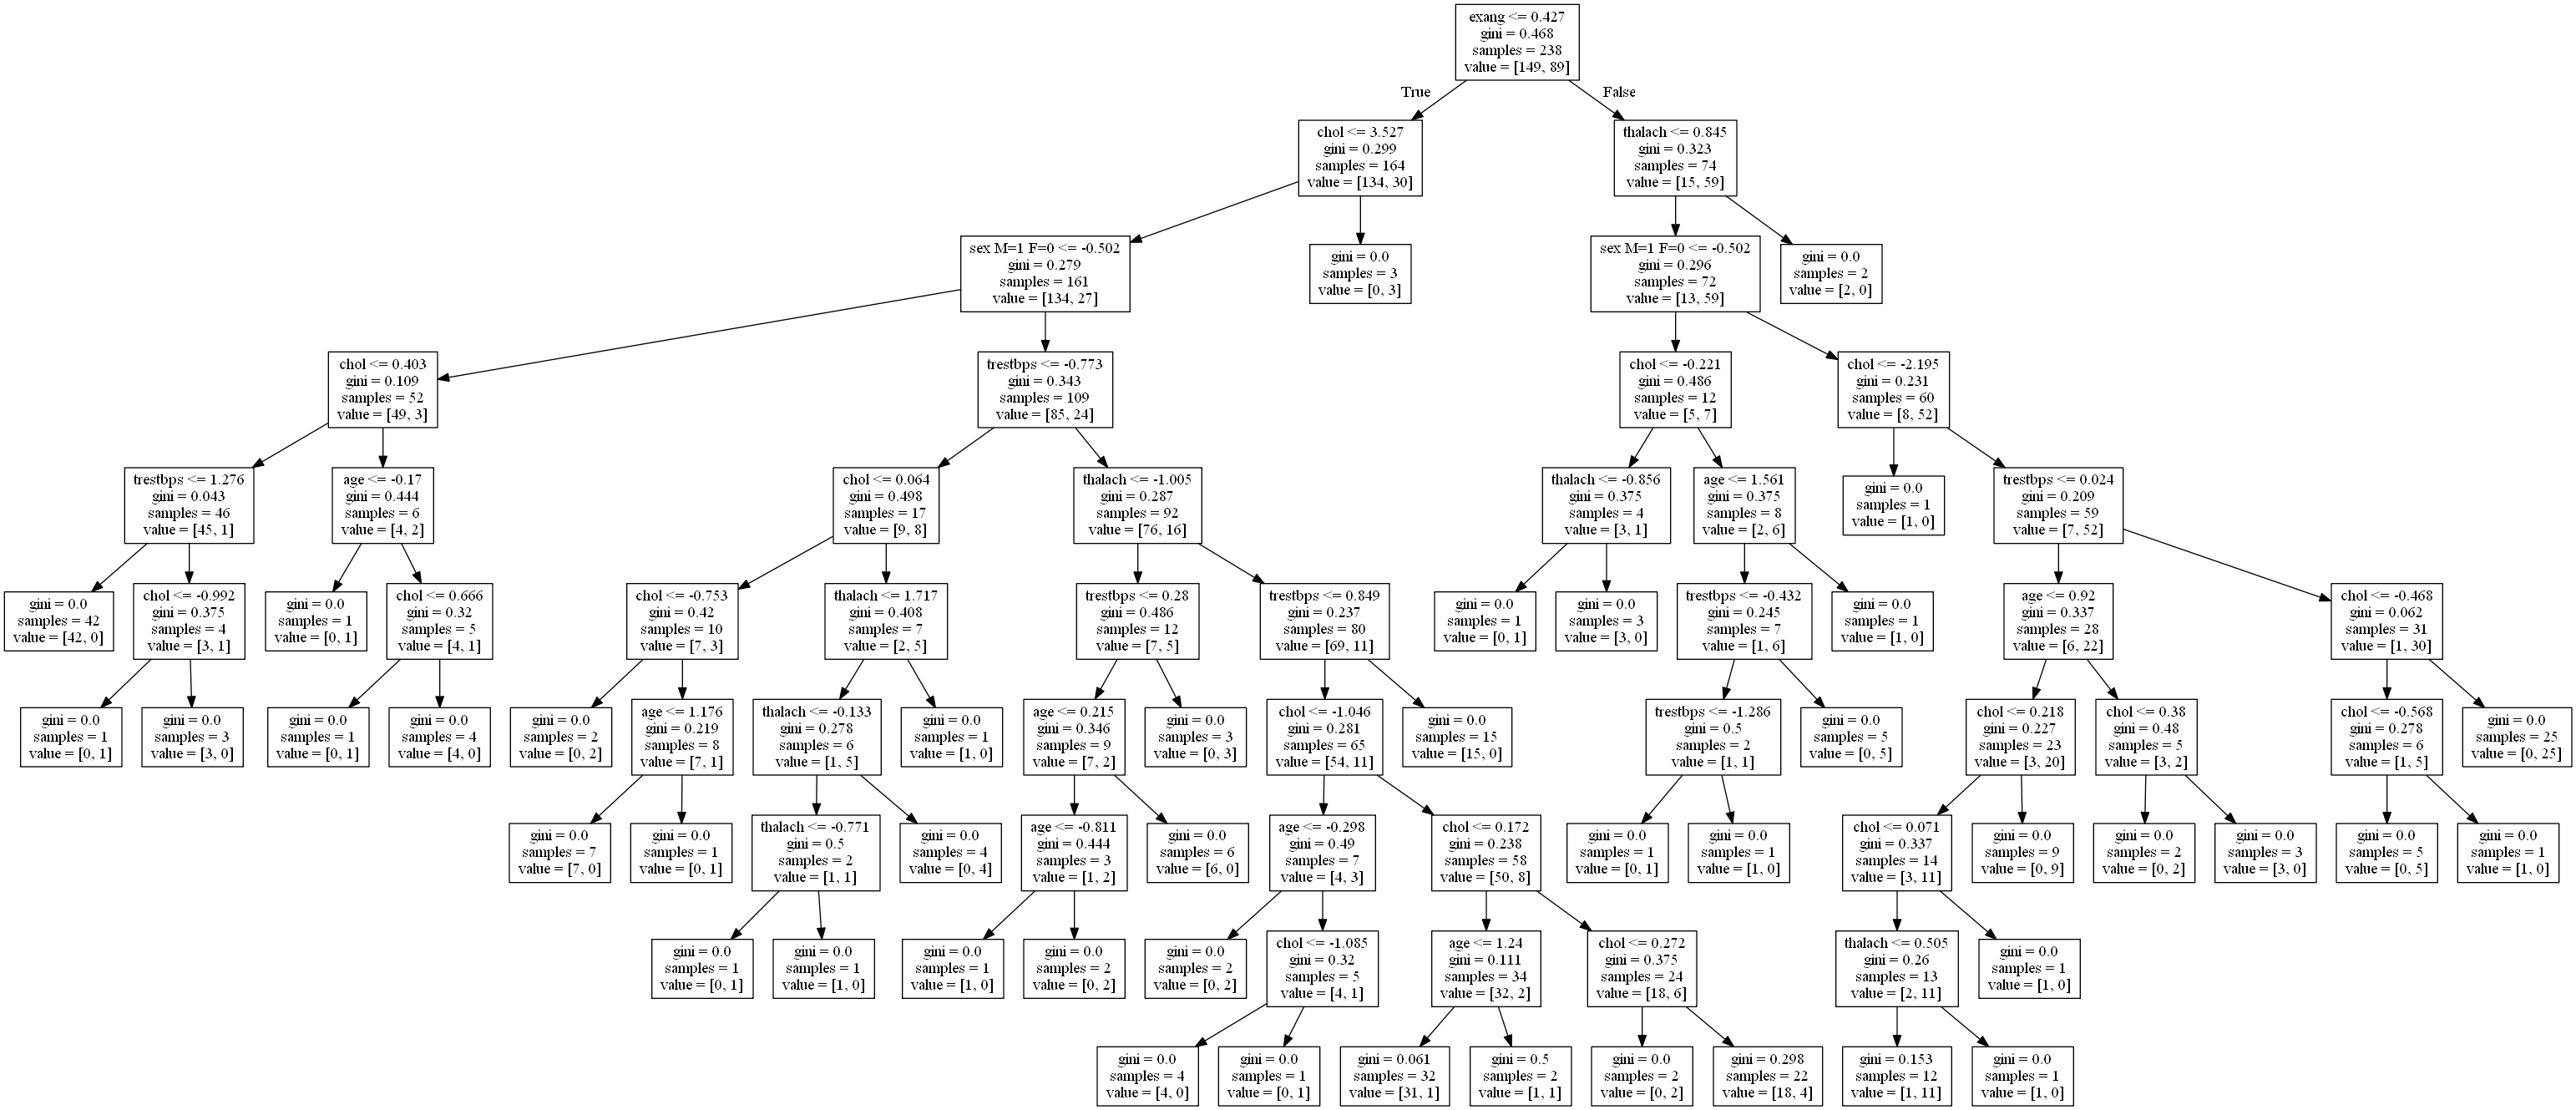 exang <= 0.427
gini = 0.468
samples = 238
value = [149, 89]
True
False
chol <= 3.527
gini = 0.299
samples = 164
value = [134, 30]
thalach <= 0.845
gini = 0.323
samples = 74
value = [15, 59]
sex M=1 F=0 <= -0.502
gini = 0.279
samples = 161
value = [134, 27]
gini = 0.0
samples = 3
value = [0, 3]
sex M=1 F=0 <= -0.502
gini = 0.296
samples = 72
value = [13, 59]
gini = 0.0
samples = 2
value = [2, 0]
chol <= 0.403
gini = 0.109
samples = 52
value = [49, 3]
trestbps <= -0.773
gini = 0.343
samples = 109
value = [85, 24]
chol <= -0.221
gini = 0.486
samples = 12
value = [5, 7]
chol <= -2.195
gini = 0.231
samples = 60
value = [8, 52]
trestbps <= 1.276
gini = 0.043
samples = 46
value = [45, 1]
age <= -0.17
gini = 0.444
samples = 6
value = [4, 2]
chol <= 0.064
gini = 0.498
samples = 17
value = [9, 8]
thalach <= -1.005
gini = 0.287
samples = 92
value = [76, 16]
thalach <= -0.856
gini = 0.375
samples = 4
value = [3, 1]
age <= 1.561
gini = 0.375
samples = 8
value = [2, 6]
gini = 0.0
samples = 1
value = [1, 0]
trestbps <= 0.024
gini = 0.209
samples = 59
value = [7, 52]
gini = 0.0
samples = 42
value = [42, 0]
chol <= -0.992
gini = 0.375
samples = 4
value = [3, 1]
gini = 0.0
samples = 1
value = [0, 1]
chol <= 0.666
gini = 0.32
samples = 5
value = [4, 1]
chol <= -0.753
gini = 0.42
samples = 10
value = [7, 3]
thalach <= 1.717
gini = 0.408
samples = 7
value = [2, 5]
trestbps <= 0.28
gini = 0.486
samples = 12
value = [7, 5]
trestbps <= 0.849
gini = 0.237
samples = 80
value = [69, 11]
gini = 0.0
samples = 1
value = [0, 1]
gini = 0.0
samples = 3
value = [3, 0]
trestbps <= -0.432
gini = 0.245
samples = 7
value = [1, 6]
gini = 0.0
samples = 1
value = [1, 0]
age <= 0.92
gini = 0.337
samples = 28
value = [6, 22]
chol <= -0.468
gini = 0.062
samples = 31
value = [1, 30]
gini = 0.0
samples = 1
value = [0, 1]
gini = 0.0
samples = 3
value = [3, 0]
gini = 0.0
samples = 1
value = [0, 1]
gini = 0.0
samples = 4
value = [4, 0]
gini = 0.0
samples = 2
value = [0, 2]
age <= 1.176
gini = 0.219
samples = 8
value = [7, 1]
thalach <= -0.133
gini = 0.278
samples = 6
value = [1, 5]
gini = 0.0
samples = 1
value = [1, 0]
age <= 0.215
gini = 0.346
samples = 9
value = [7, 2]
gini = 0.0
samples = 3
value = [0, 3]
chol <= -1.046
gini = 0.281
samples = 65
value = [54, 11]
gini = 0.0
samples = 15
value = [15, 0]
trestbps <= -1.286
gini = 0.5
samples = 2
value = [1, 1]
gini = 0.0
samples = 5
value = [0, 5]
chol <= 0.218
gini = 0.227
samples = 23
value = [3, 20]
chol <= 0.38
gini = 0.48
samples = 5
value = [3, 2]
chol <= -0.568
gini = 0.278
samples = 6
value = [1, 5]
gini = 0.0
samples = 25
value = [0, 25]
gini = 0.0
samples = 7
value = [7, 0]
gini = 0.0
samples = 1
value = [0, 1]
thalach <= -0.771
gini = 0.5
samples = 2
value = [1, 1]
gini = 0.0
samples = 4
value = [0, 4]
age <= -0.811
gini = 0.444
samples = 3
value = [1, 2]
gini = 0.0
samples = 6
value = [6, 0]
age <= -0.298
gini = 0.49
samples = 7
value = [4, 3]
chol <= 0.172
gini = 0.238
samples = 58
value = [50, 8]
gini = 0.0
samples = 1
value = [0, 1]
gini = 0.0
samples = 1
value = [1, 0]
chol <= 0.071
gini = 0.337
samples = 14
value = [3, 11]
gini = 0.0
samples = 9
value = [0, 9]
gini = 0.0
samples = 2
value = [0, 2]
gini = 0.0
samples = 3
value = [3, 0]
gini = 0.0
samples = 5
value = [0, 5]
gini = 0.0
samples = 1
value = [1, 0]
gini = 0.0
samples = 1
value = [0, 1]
gini = 0.0
samples = 1
value = [1, 0]
gini = 0.0
samples = 1
value = [1, 0]
gini = 0.0
samples = 2
value = [0, 2]
gini = 0.0
samples = 2
value = [0, 2]
chol <= -1.085
gini = 0.32
samples = 5
value = [4, 1]
age <= 1.24
gini = 0.111
samples = 34
value = [32, 2]
chol <= 0.272
gini = 0.375
samples = 24
value = [18, 6]
thalach <= 0.505
gini = 0.26
samples = 13
value = [2, 11]
gini = 0.0
samples = 1
value = [1, 0]
gini = 0.0
samples = 4
value = [4, 0]
gini = 0.0
samples = 1
value = [0, 1]
gini = 0.061
samples = 32
value = [31, 1]
gini = 0.5
samples = 2
value = [1, 1]
gini = 0.0
samples = 2
value = [0, 2]
gini = 0.298
samples = 22
value = [18, 4]
gini = 0.153
samples = 12
value = [1, 11]
gini = 0.0
samples = 1
value = [1, 0]